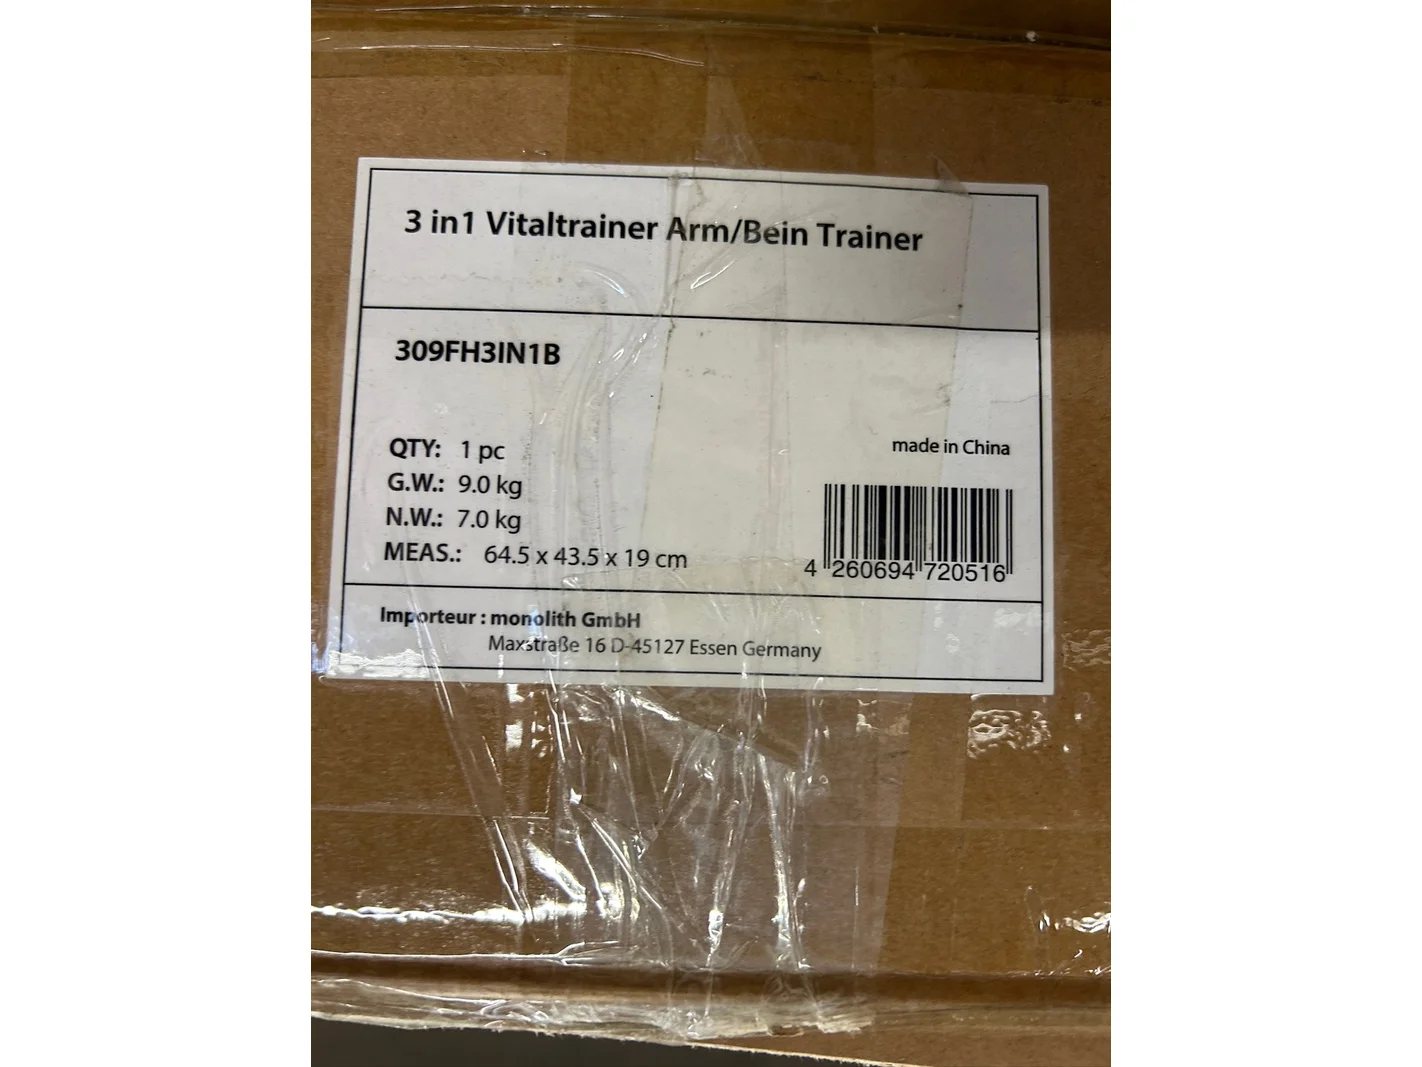 3 in1 Vitaltrainer Arm/Bein Trainer
309FH3IN1B
QTY: 1 pc
G.W.: 9.0 kg
N.W.: 7.0 kg
MEAS.: 64.5 x 43.5 x 19 cm
made in China
4 260694 720516
Importeur : monolith GmbH
Maxstraße 16 D-45127 Essen Germany